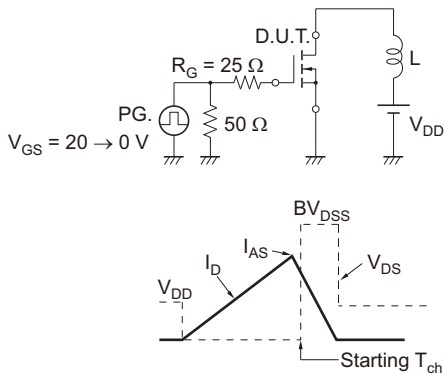 D.U.T.
L
R_G = 25 Ω
PG.
50 Ω
V_DD
V_GS = 20 → 0 V
BV_DSS
I_AS
I_D
V_DS
V_DD
Starting T_ch